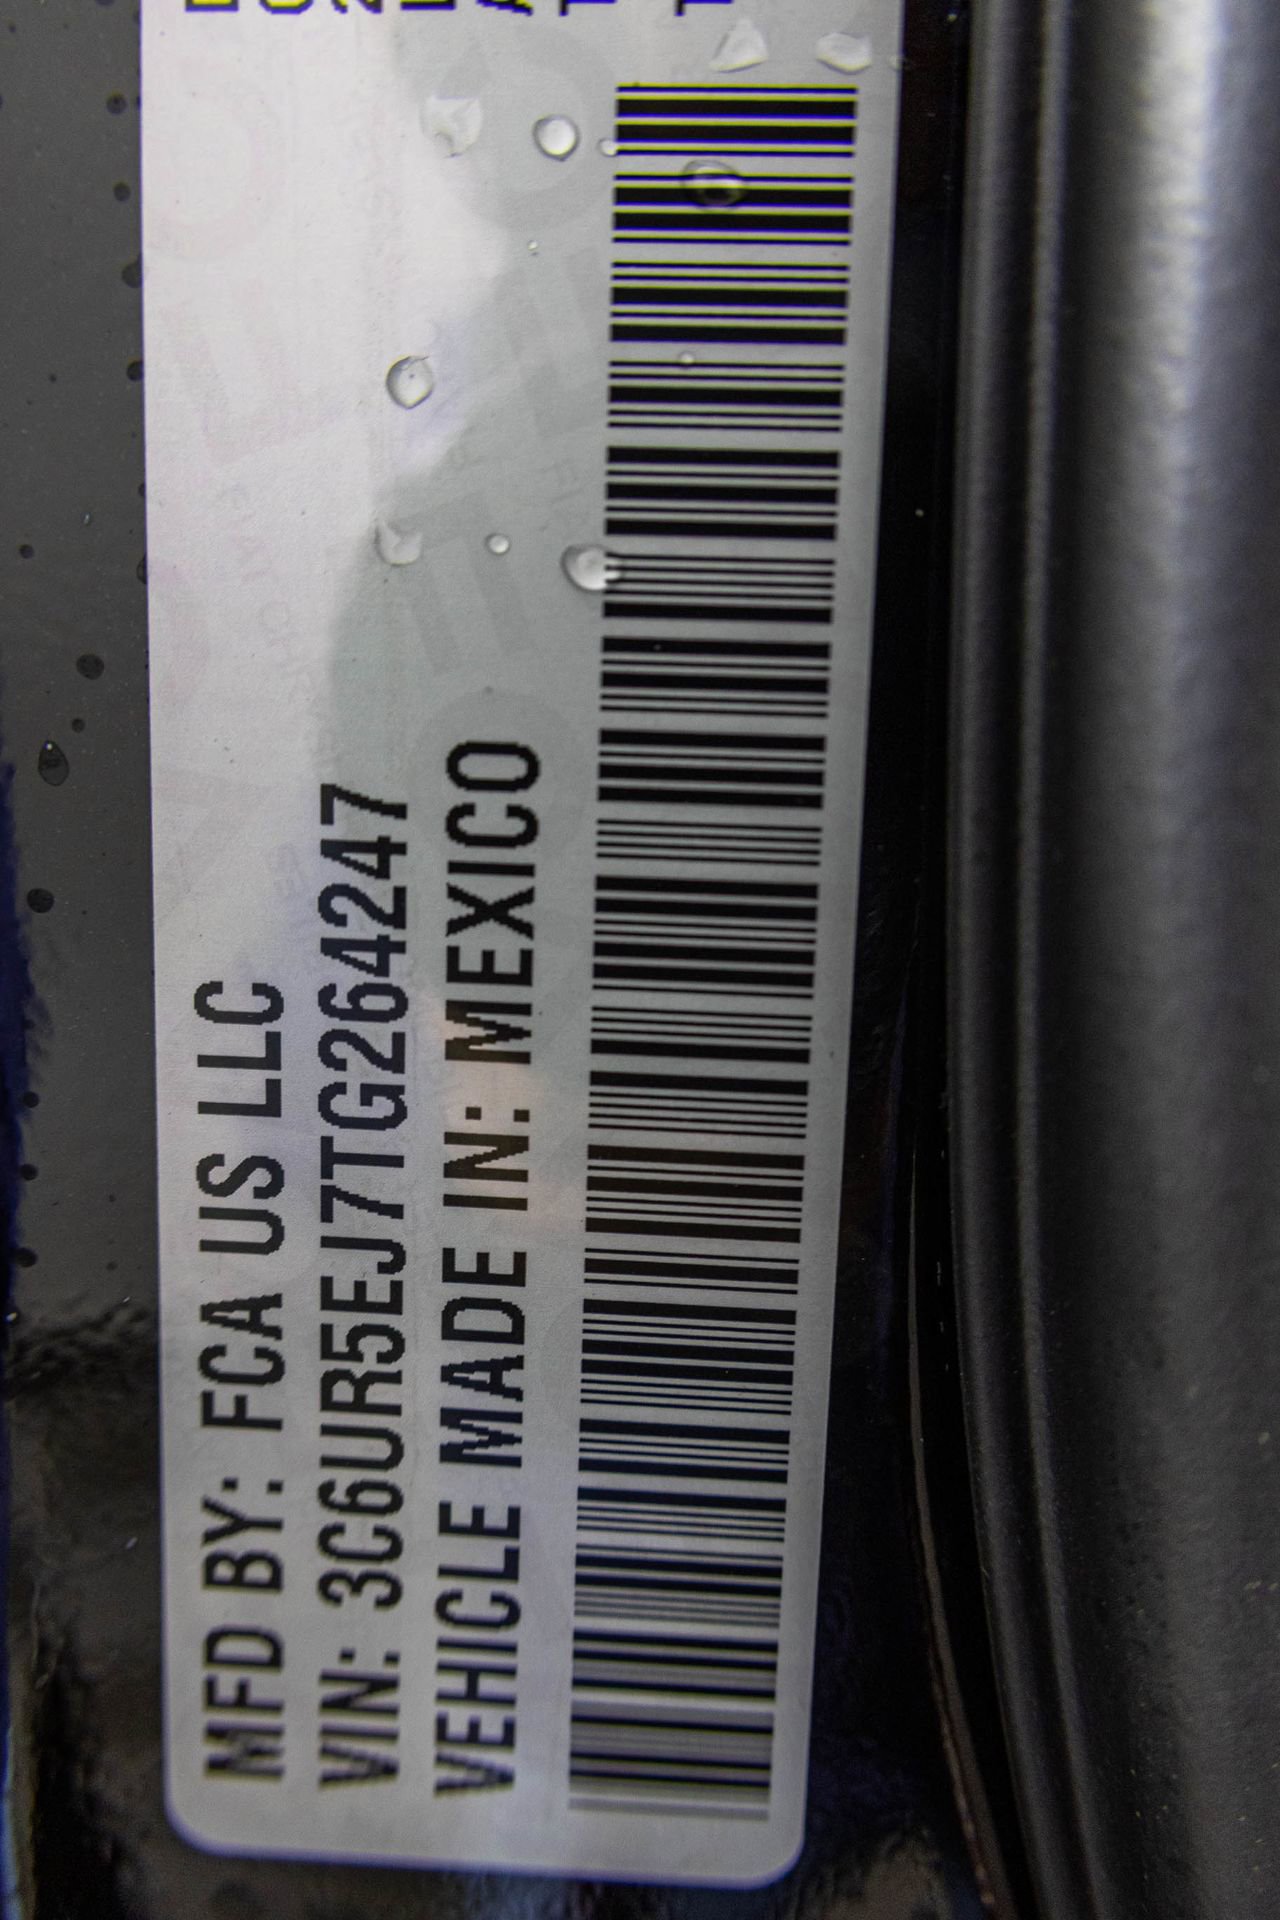 MFD BY: FCA US LLC
VIN: 3C6UR5EJ7TG264247
VEHICLE MADE IN: MEXICO